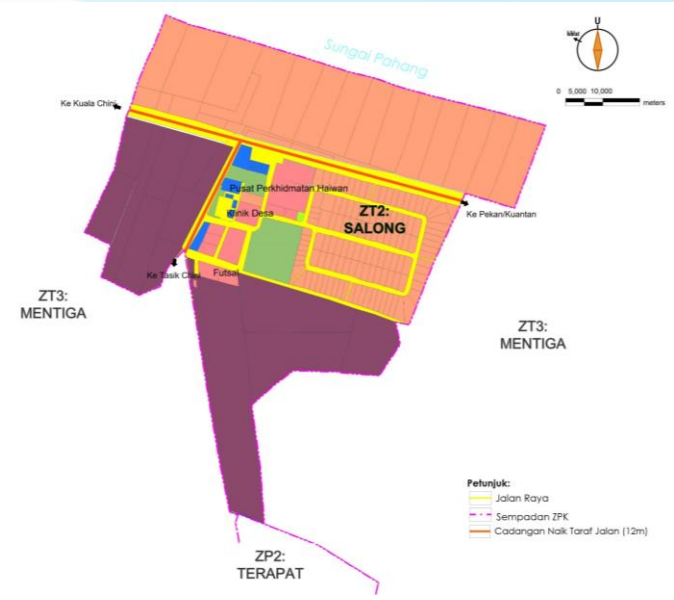 U
Sungai Pahang
0 5,000 10,000
meters
Ke Kuala Chini
Pusat Perkhidmatan Haiwan
Klinik Desa
ZT2:
SALONG
Ke Pekan/Kuantan
Ke Tasik Chini
Futsal
ZT3:
MENTIGA
ZT3:
MENTIGA
Petunjuk:
Jalan Raya
Sempadan ZPK
Cadangan Naik Taraf Jalan (12m)
ZP2:
TERAPAT